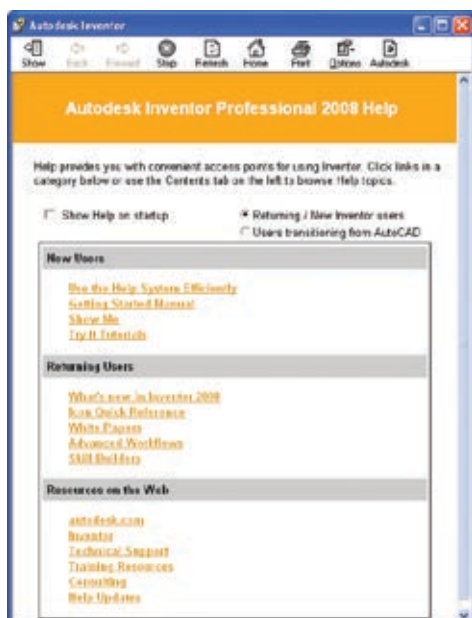 Autodesk Inventor
Show Back Forward Stop Refresh Home Print Options Autodesk
Autodesk Inventor Professional 2008 Help
Help provides you with convenient access points for using Inventor. Click links in a
category below or use the Contents tab on the left to browse Help topics.
Show Help on startup
Returning / New Inventor users
Users transitioning from AutoCAD
New Users
Use the Help System Efficiently
Getting Started Manual
Show Me
Try It Tutorials
Returning Users
What's new in Inventor 2008
Icon Quick Reference
White Papers
Advanced Workflows
Skill Builders
Resources on the Web
autodesk.com
Inventor
Technical Support
Training Resources
Consulting
Help Updates